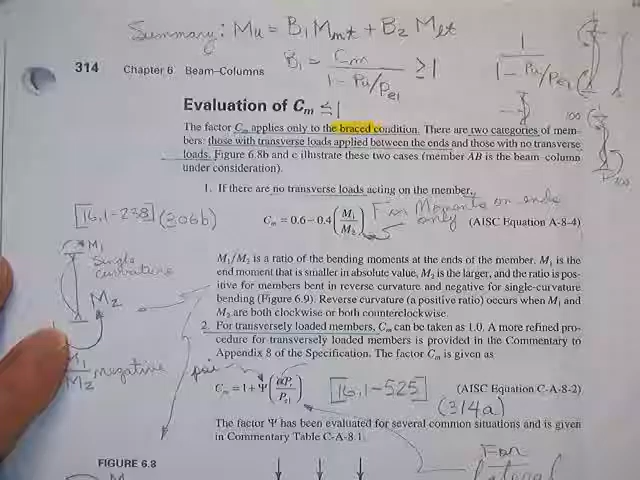 Summary: Mu = B1 Mnt + B2 Mlt
B1 = Cm / (1 - Pu/Pe1) ≥ 1
1 / (1 - Pu/Pe1)
314 Chapter 6 Beam-Columns
Evaluation of Cm ≤ 1
100
The factor Cm applies only to the braced condition. There are two categories of mem-
bers: those with transverse loads applied between the ends and those with no transverse
loads. Figure 6.8b and c illustrate these two cases (member AB is the beam-column
under consideration).
P
100
1. If there are no transverse loads acting on the member,
[16.1-238] (306b)
Cm = 0.6 – 0.4(M1/M2)
For Moments on ends
only
(AISC Equation A-8-4)
M1
Single
curvature
M2
M1/M2 negative
M1/M2 is a ratio of the bending moments at the ends of the member. M1 is the
end moment that is smaller in absolute value, M2 is the larger, and the ratio is pos-
itive for members bent in reverse curvature and negative for single-curvature
bending (Figure 6.9). Reverse curvature (a positive ratio) occurs when M1 and
M2 are both clockwise or both counterclockwise.
2. For transversely loaded members, Cm can be taken as 1.0. A more refined pro-
cedure for transversely loaded members is provided in the Commentary to
Appendix 8 of the Specification. The factor Cm is given as
psi
Cm = 1 + Ψ(αPr/Pe1)
[16.1-525]
(AISC Equation C-A-8-2)
(314a)
The factor Ψ has been evaluated for several common situations and is given
in Commentary Table C-A-8.1.
For
lateral
FIGURE 6.8
M